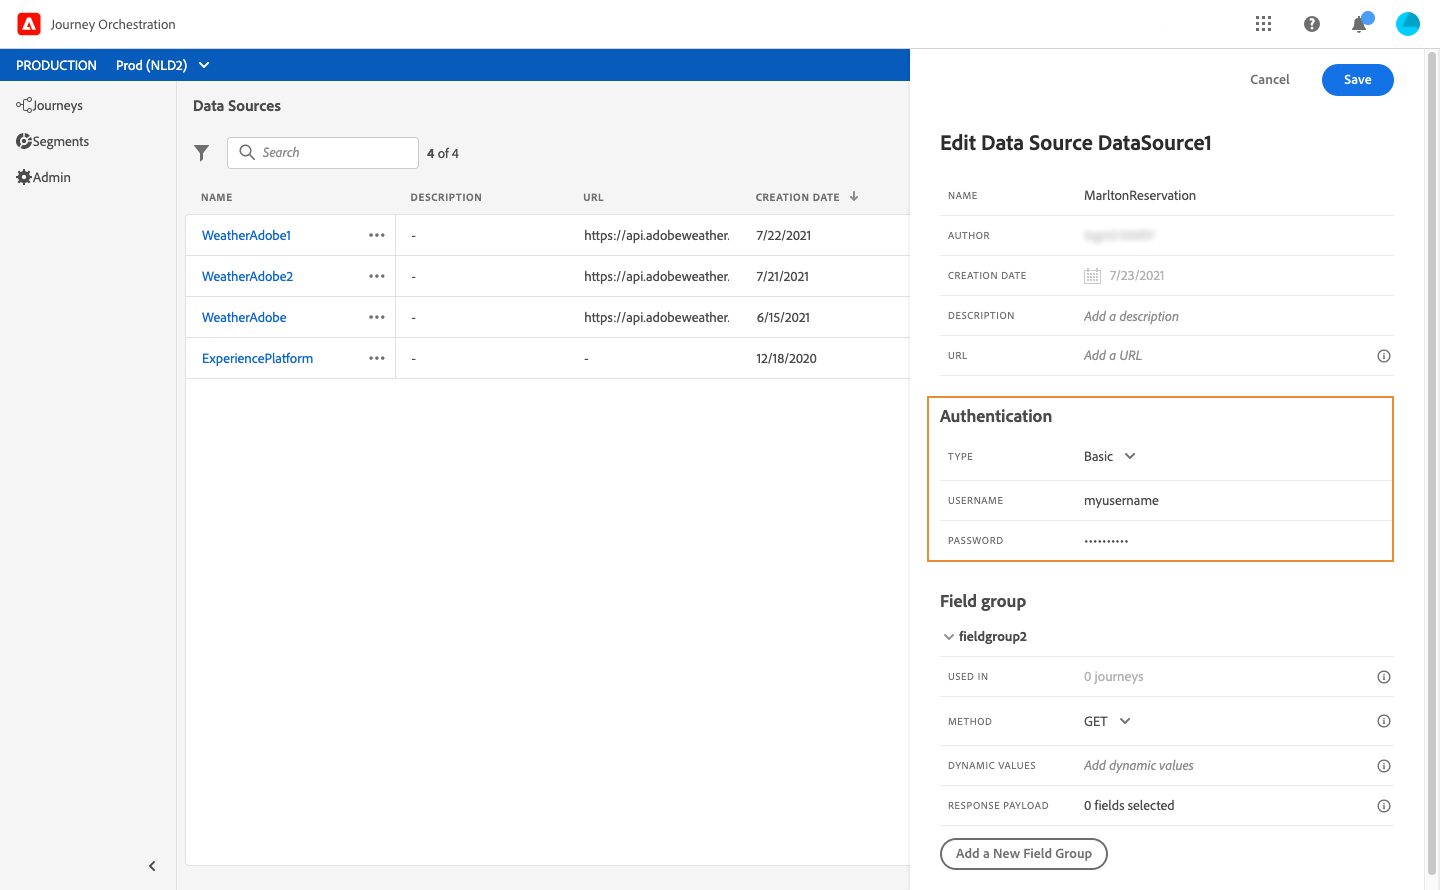 Journey Orchestration
PRODUCTION Prod (NLD2)
Journeys
Segments
Admin
Data Sources
Search
4 of 4
NAME DESCRIPTION URL CREATION DATE
WeatherAdobe1 - https://api.adobeweather. 7/22/2021
WeatherAdobe2 - https://api.adobeweather. 7/21/2021
WeatherAdobe - https://api.adobeweather. 6/15/2021
ExperiencePlatform - - 12/18/2020
Cancel Save
Edit Data Source DataSource1
NAME MarltonReservation
AUTHOR
CREATION DATE 7/23/2021
DESCRIPTION Add a description
URL Add a URL
Authentication
TYPE Basic
USERNAME myusername
PASSWORD ••••••••••
Field group
fieldgroup2
USED IN 0 journeys
METHOD GET
DYNAMIC VALUES Add dynamic values
RESPONSE PAYLOAD 0 fields selected
Add a New Field Group